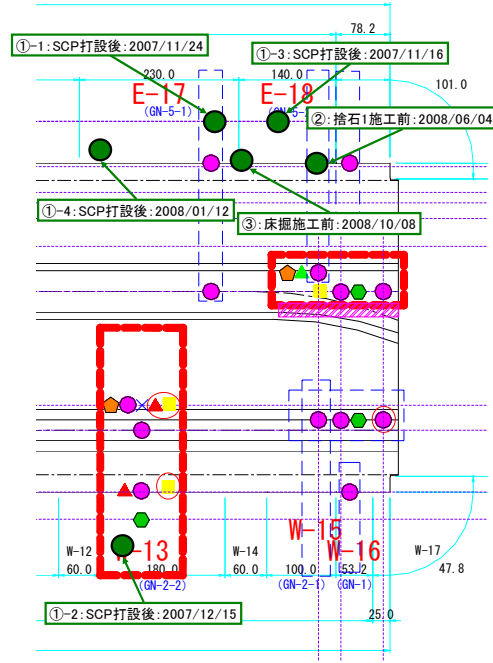 78.2
①-1:SCP打設後:2007/11/24
①-3:SCP打設後:2007/11/16
230.0
140.0
101.0
E-17
E-18
(GN-5-1)
②:捨石1施工前:2008/06/04
①-4:SCP打設後:2008/01/12
③:床掘施工前:2008/10/08
W-15
W-12
W-13
W-14
W-16
W-17
60.0
180.0
60.0
100.0
53.2
47.8
(GN-2-2)
(GN-2-1)
(GN-1)
①-2:SCP打設後:2007/12/15
25.0